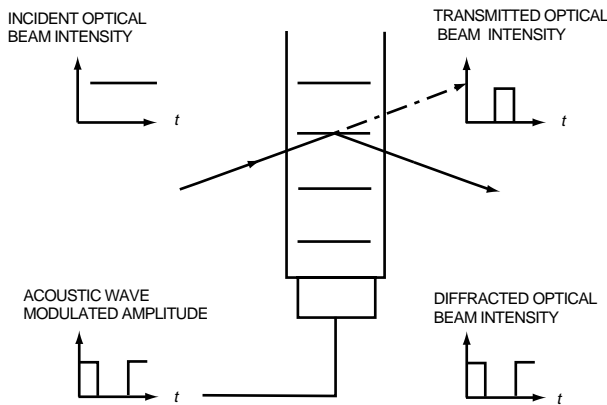 INCIDENT OPTICAL
BEAM INTENSITY
t
TRANSMITTED OPTICAL
BEAM INTENSITY
t
ACOUSTIC WAVE
MODULATED AMPLITUDE
t
DIFFRACTED OPTICAL
BEAM INTENSITY
t